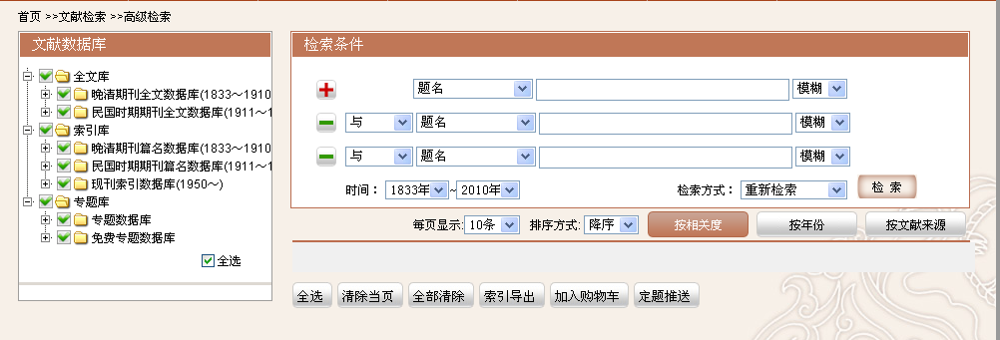 首页 >>文献检索 >>高级检索
文献数据库
全文库
晚清期刊全文数据库(1833～1910
民国时期期刊全文数据库(1911～1
索引库
晚清期刊篇名数据库(1833～1910
民国时期期刊篇名数据库(1911～1
现刊索引数据库(1950～)
专题库
专题数据库
免费专题数据库
全选
检索条件
题名 模糊
与 题名 模糊
与 题名 模糊
时间： 1833年 ~ 2010年 检索方式： 重新检索 检 索
每页显示: 10条 排序方式: 降序 按相关度 按年份 按文献来源
全选 清除当页 全部清除 索引导出 加入购物车 定题推送